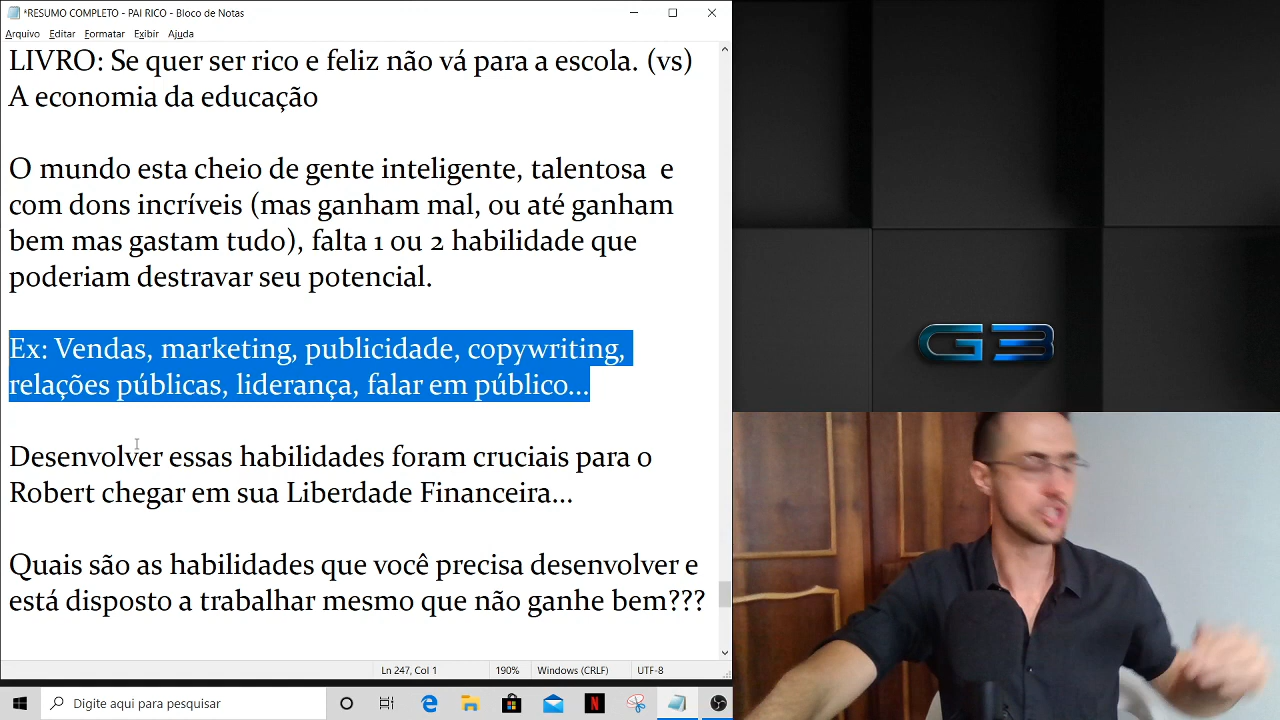 *RESUMO COMPLETO - PAI RICO - Bloco de Notas
Arquivo Editar Formatar Exibir Ajuda
LIVRO: Se quer ser rico e feliz não vá para a escola. (vs)
A economia da educação
O mundo esta cheio de gente inteligente, talentosa  e
com dons incríveis (mas ganham mal, ou até ganham
bem mas gastam tudo), falta 1 ou 2 habilidade que
poderiam destravar seu potencial.
Ex: Vendas, marketing, publicidade, copywriting,
relações públicas, liderança, falar em público...
Desenvolver essas habilidades foram cruciais para o
Robert chegar em sua Liberdade Financeira...
Quais são as habilidades que você precisa desenvolver e
está disposto a trabalhar mesmo que não ganhe bem???
Ln 247, Col 1 190% Windows (CRLF) UTF-8
Digite aqui para pesquisar
N
G3